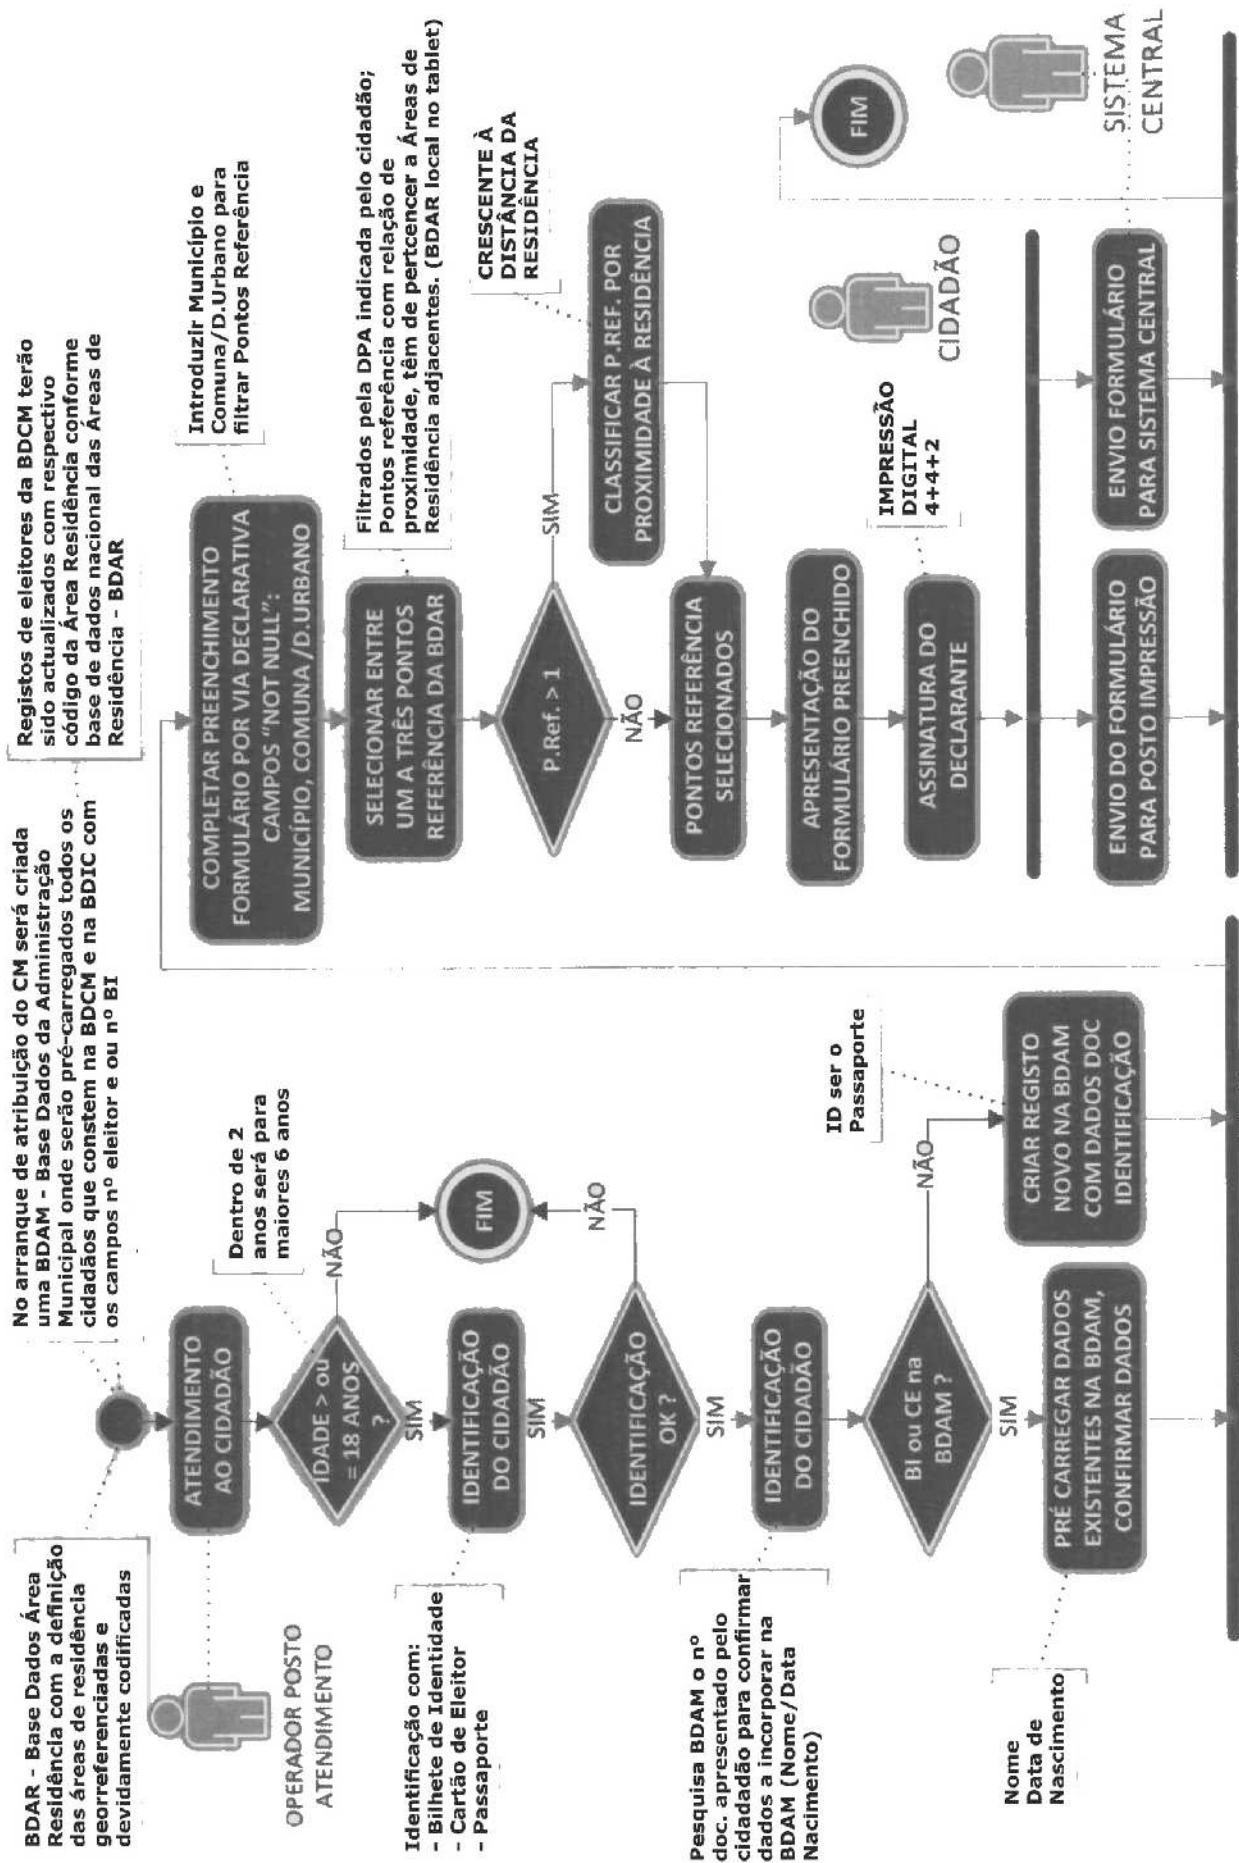 BDAR - Base Dados Área
Residência com a definição
das áreas de residência
georreferenciadas e
devidamente codificadas
No arranque de atribuição do CM será criada
uma BDAM - Base Dados da Administração
Municipal onde serão pré-carregados todos os
cidadãos que constem na BDCM e na BDIC com
os campos nº eleitor e ou nº BI
Registos de eleitores da BDCM terão
sido actualizados com respectivo
código da Área Residência conforme
base de dados nacional das Áreas de
Residência - BDAR
OPERADOR POSTO
ATENDIMENTO
ATENDIMENTO
AO CIDADÃO
Dentro de 2
anos será para
maiores 6 anos
IDADE > ou
= 18 ANOS
?
NÃO
SIM
FIM
Identificação com:
- Bilhete de Identidade
- Cartão de Eleitor
- Passaporte
IDENTIFICAÇÃO
DO CIDADÃO
SIM
IDENTIFICAÇÃO
OK ?
NÃO
SIM
Pesquisa BDAM o nº
doc. apresentado pelo
cidadão para confirmar
dados a incorporar na
BDAM (Nome/Data
Nacimento)
IDENTIFICAÇÃO
DO CIDADÃO
BI ou CE na
BDAM ?
NÃO
SIM
ID ser o
Passaporte
Nome
Data de
Nascimento
PRÉ CARREGAR DADOS
EXISTENTES NA BDAM,
CONFIRMAR DADOS
CRIAR REGISTO
NOVO NA BDAM
COM DADOS DOC
IDENTIFICAÇÃO
COMPLETAR PREENCHIMENTO
FORMULÁRIO POR VIA DECLARATIVA
CAMPOS "NOT NULL":
MUNICÍPIO, COMUNA /D.URBANO
Introduzir Município e
Comuna/D.Urbano para
filtrar Pontos Referência
SELECIONAR ENTRE
UM A TRÊS PONTOS
REFERÊNCIA DA BDAR
Filtrados pela DPA indicada pelo cidadão;
Pontos referência com relação de
proximidade, têm de pertencer a Áreas de
Residência adjacentes. (BDAR local no tablet)
P.Ref. > 1
SIM
NÃO
CLASSIFICAR P.REF. POR
PROXIMIDADE À RESIDÊNCIA
CRESCENTE À
DISTÂNCIA DA
RESIDÊNCIA
PONTOS REFERÊNCIA
SELECIONADOS
APRESENTAÇÃO DO
FORMULÁRIO PREENCHIDO
ASSINATURA DO
DECLARANTE
IMPRESSÃO
DIGITAL
4+4+2
CIDADÃO
ENVIO DO FORMULÁRIO
PARA POSTO IMPRESSÃO
ENVIO FORMULÁRIO
PARA SISTEMA CENTRAL
FIM
SISTEMA
CENTRAL